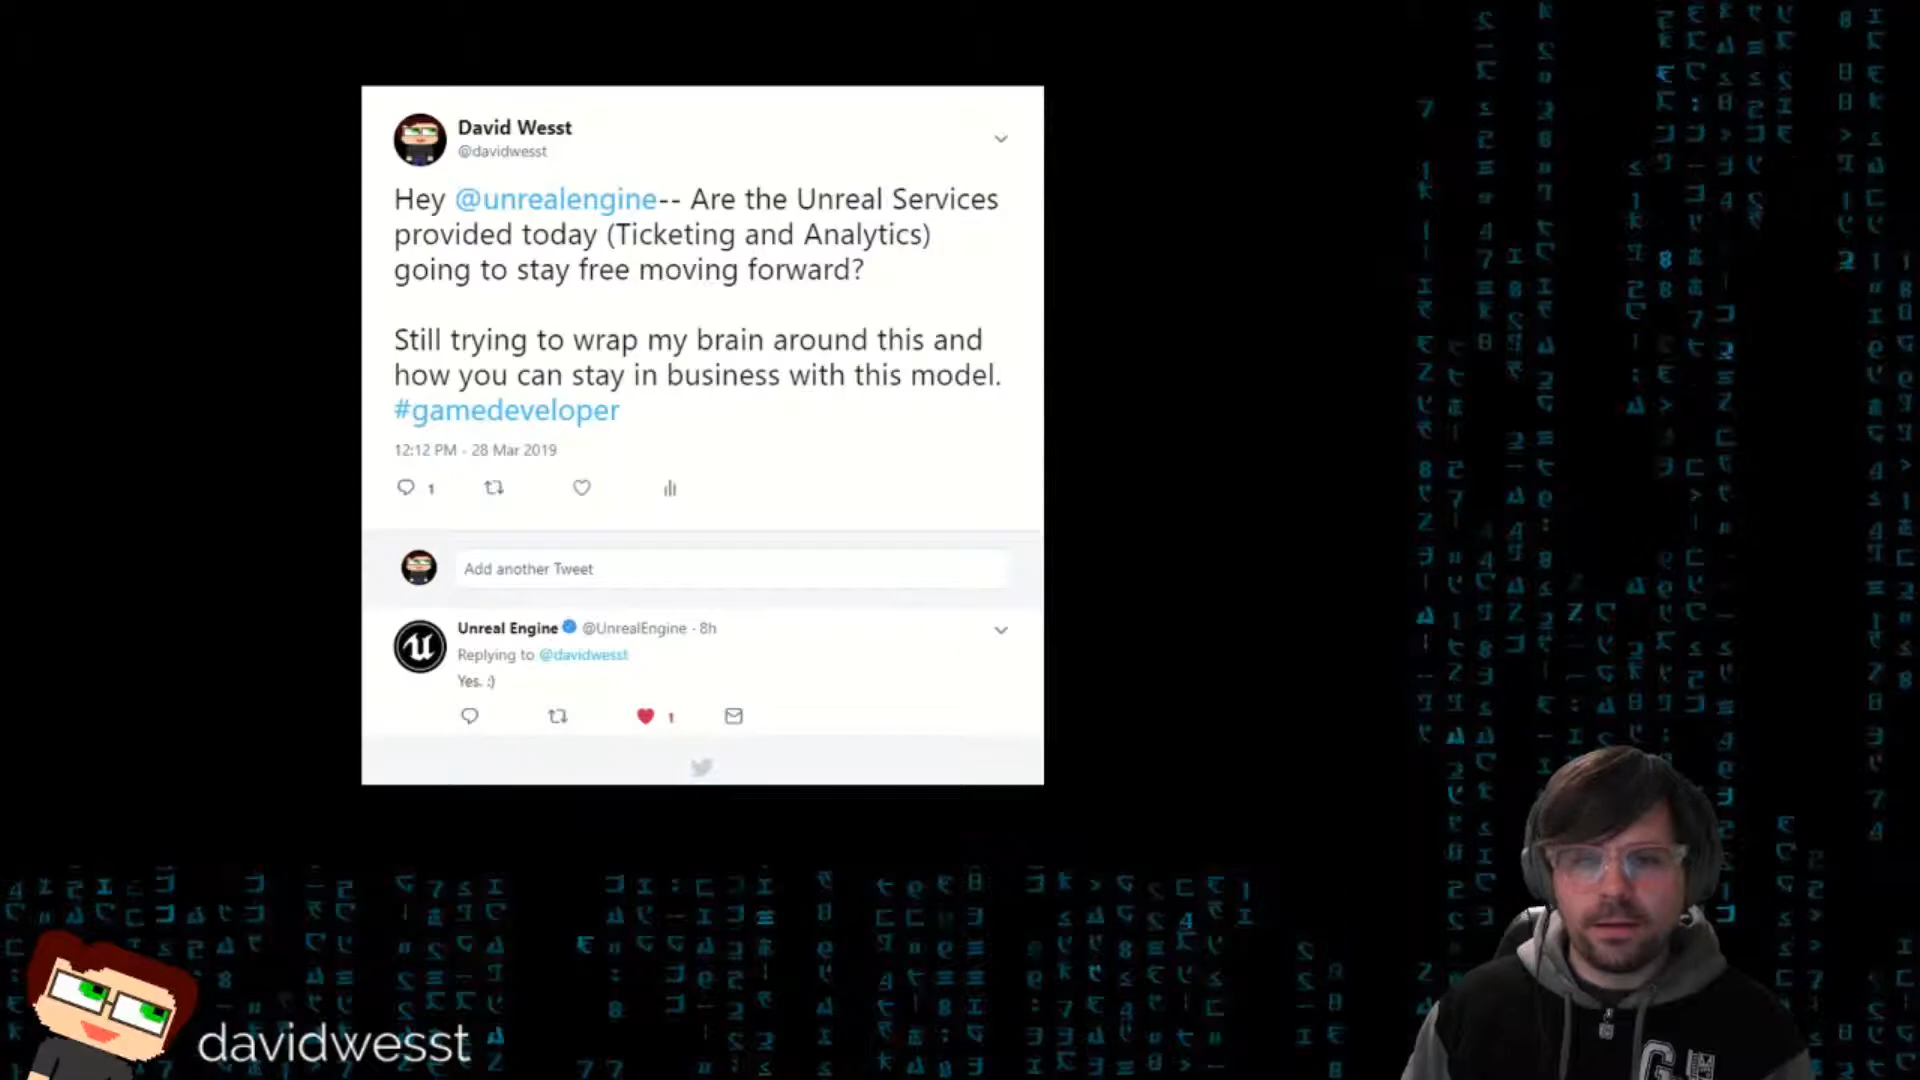 David Wesst
@davidwesst
Hey @unrealengine-- Are the Unreal Services
provided today (Ticketing and Analytics)
going to stay free moving forward?
Still trying to wrap my brain around this and
how you can stay in business with this model.
#gamedeveloper
12:12 PM - 28 Mar 2019
1
Add another Tweet
Unreal Engine @UnrealEngine · 8h
Replying to @davidwesst
Yes. :)
1
davidwesst